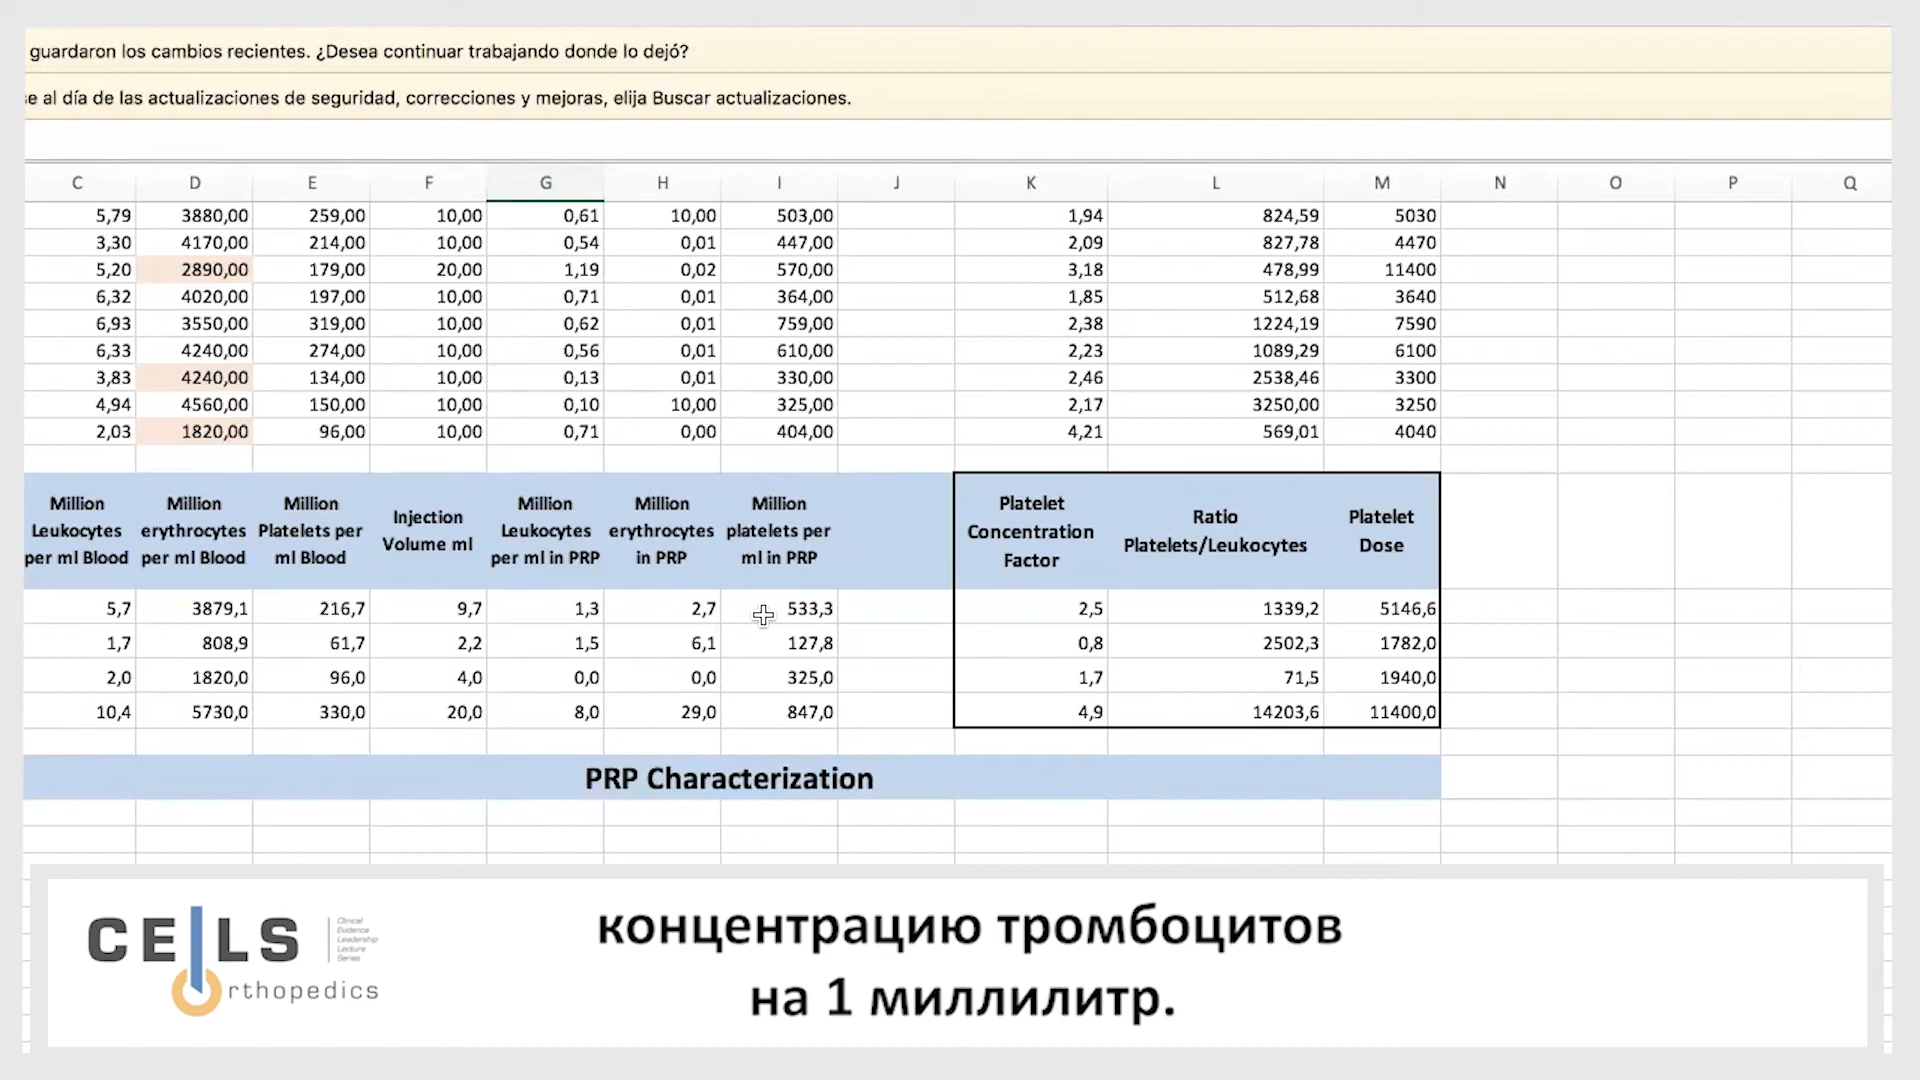 guardaron los cambios recientes. ¿Desea continuar trabajando donde lo dejó?
e al día de las actualizaciones de seguridad, correcciones y mejoras, elija Buscar actualizaciones.
C D E F G H I J K L M N O P Q
5,79 3880,00 259,00 10,00 0,61 10,00 503,00 1,94 824,59 5030
3,30 4170,00 214,00 10,00 0,54 0,01 447,00 2,09 827,78 4470
5,20 2890,00 179,00 20,00 1,19 0,02 570,00 3,18 478,99 11400
6,32 4020,00 197,00 10,00 0,71 0,01 364,00 1,85 512,68 3640
6,93 3550,00 319,00 10,00 0,62 0,01 759,00 2,38 1224,19 7590
6,33 4240,00 274,00 10,00 0,56 0,01 610,00 2,23 1089,29 6100
3,83 4240,00 134,00 10,00 0,13 0,01 330,00 2,46 2538,46 3300
4,94 4560,00 150,00 10,00 0,10 10,00 325,00 2,17 3250,00 3250
2,03 1820,00 96,00 10,00 0,71 0,00 404,00 4,21 569,01 4040
Million Leukocytes per ml Blood
Million erythrocytes per ml Blood
Million Platelets per ml Blood
Injection Volume ml
Million Leukocytes per ml in PRP
Million erythrocytes in PRP
Million platelets per ml in PRP
Platelet Concentration Factor
Ratio Platelets/Leukocytes
Platelet Dose
5,7 3879,1 216,7 9,7 1,3 2,7 533,3 2,5 1339,2 5146,6
1,7 808,9 61,7 2,2 1,5 6,1 127,8 0,8 2502,3 1782,0
2,0 1820,0 96,0 4,0 0,0 0,0 325,0 1,7 71,5 1940,0
10,4 5730,0 330,0 20,0 8,0 29,0 847,0 4,9 14203,6 11400,0
PRP Characterization
CELLS
Clinical
Evidence
Leadership
Lecture
Series
Orthopedics
концентрацию тромбоцитов
на 1 миллилитр.